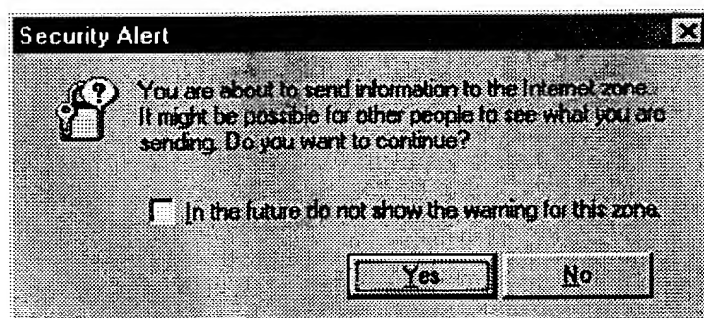 Security Alert
You are about to send information to the Internet zone.
It might be possible for other people to see what you are
sending. Do you want to continue?
In the future do not show the warning for this zone.
Yes No